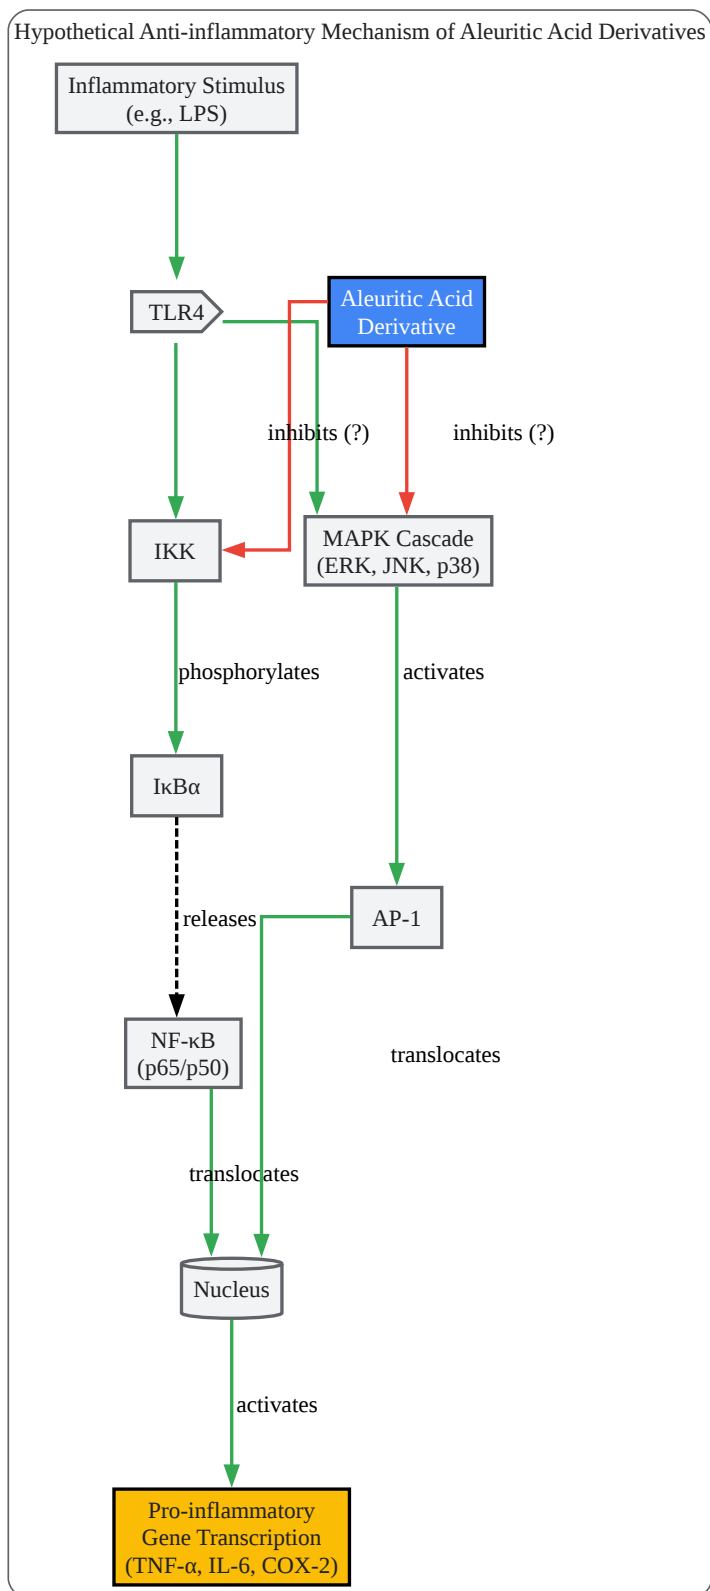 Hypothetical Anti-inflammatory Mechanism of Aleuritic Acid Derivatives
Inflammatory Stimulus
(e.g., LPS)
TLR4
Aleuritic Acid
Derivative
inhibits (?)
inhibits (?)
IKK
MAPK Cascade
(ERK, JNK, p38)
phosphorylates
activates
IκBα
releases
AP-1
NF-κB
(p65/p50)
translocates
translocates
Nucleus
activates
Pro-inflammatory
Gene Transcription
(TNF-α, IL-6, COX-2)